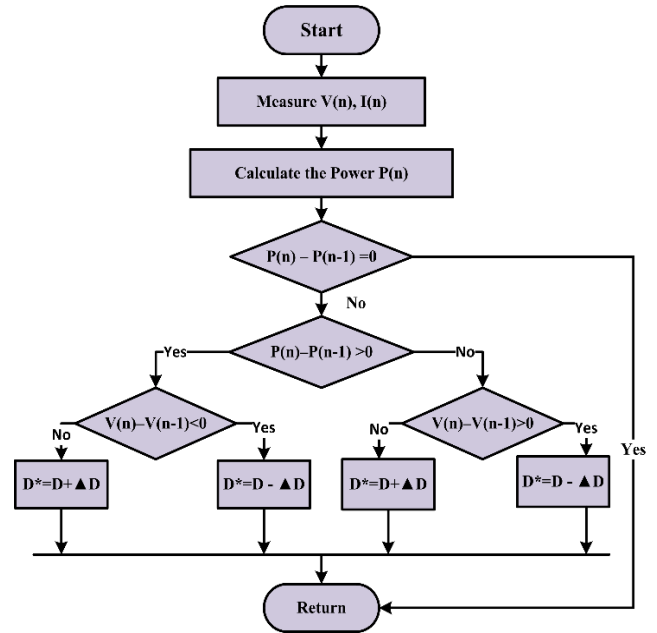 Start
Measure V(n), I(n)
Calculate the Power P(n)
P(n) – P(n-1) =0
No
P(n)–P(n-1) >0
Yes
No
V(n)–V(n-1)<0
V(n)–V(n-1)>0
No
Yes
No
Yes
Yes
D*=D+▲D
D*=D - ▲D
D*=D+▲D
D*=D - ▲D
Return